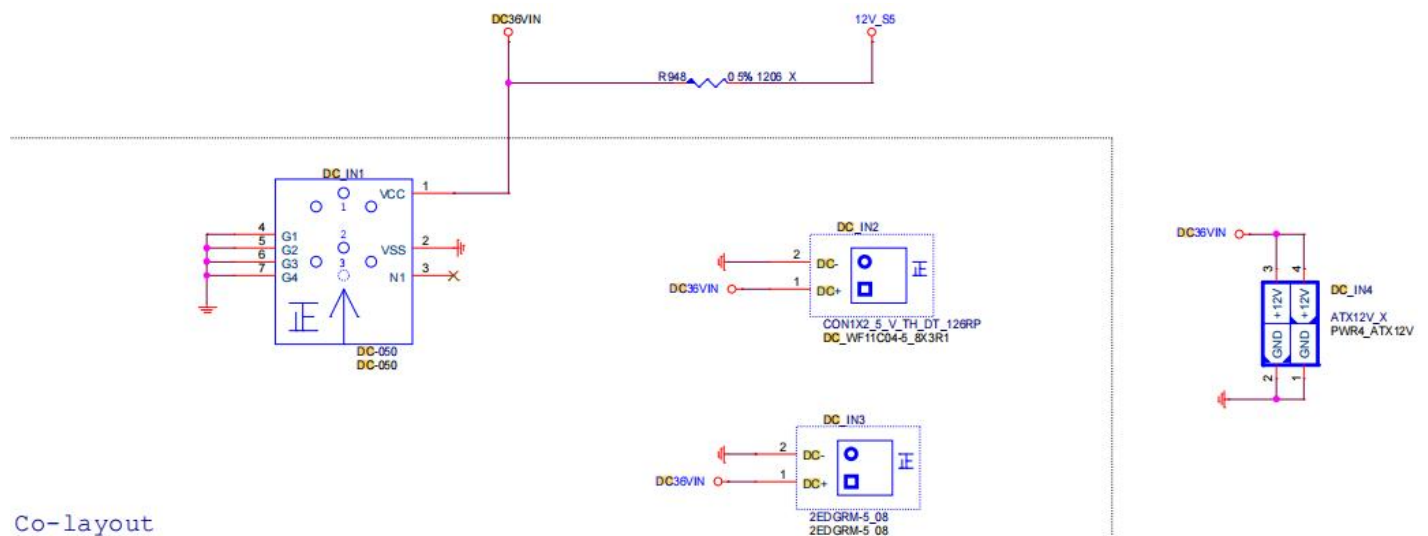 DC36VIN
12V_S5
R948 0 5% 1206 X
DC_IN1
VCC 1
1
4 G1
5 G2
6 G3
7 G4
2
3
VSS 2
N1 3
正
DC-050
DC-050
DC_IN2
2 DC-
DC36VIN 1 DC+
正
CON1X2_5_V_TH_DT_126RP
DC_WF11C04-5_8X3R1
DC_IN3
2 DC-
DC36VIN 1 DC+
正
2EDGRM-5_08
2EDGRM-5_08
DC36VIN
3 4
+12V +12V
GND GND
2 1
DC_IN4
ATX12V_X
PWR4_ATX12V
Co-layout